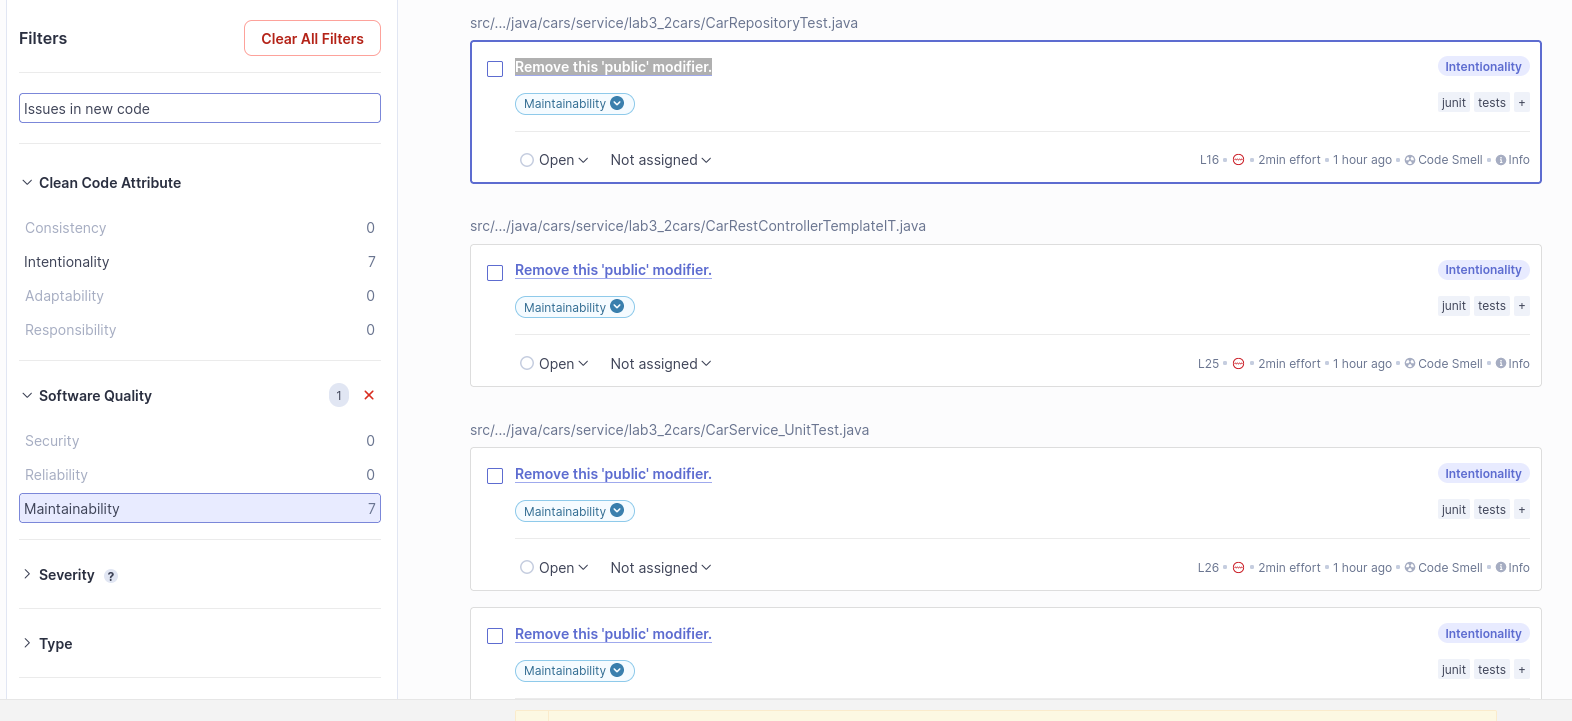 Filters
Clear All Filters
Issues in new code
Clean Code Attribute
Consistency 0
Intentionality 7
Adaptability 0
Responsibility 0
Software Quality 1
Security 0
Reliability 0
Maintainability 7
Severity ?
Type
src/.../java/cars/service/lab3_2cars/CarRepositoryTest.java
Remove this 'public' modifier. Intentionality
Maintainability junit tests +
Open Not assigned L16 • 2min effort • 1 hour ago • Code Smell • Info
src/.../java/cars/service/lab3_2cars/CarRestControllerTemplateIT.java
Remove this 'public' modifier. Intentionality
Maintainability junit tests +
Open Not assigned L25 • 2min effort • 1 hour ago • Code Smell • Info
src/.../java/cars/service/lab3_2cars/CarService_UnitTest.java
Remove this 'public' modifier. Intentionality
Maintainability junit tests +
Open Not assigned L26 • 2min effort • 1 hour ago • Code Smell • Info
Remove this 'public' modifier. Intentionality
Maintainability junit tests +